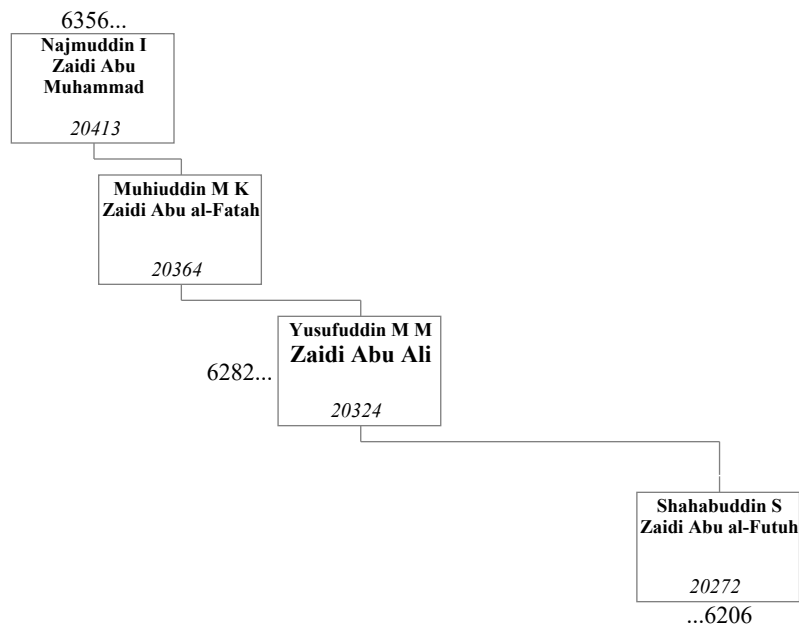 6356...
Najmuddin I
Zaidi Abu
Muhammad
20413
Muhiuddin M K
Zaidi Abu al-Fatah
20364
Yusufuddin M M
Zaidi Abu Ali
6282...
20324
Shahabuddin S
Zaidi Abu al-Futuh
20272
...6206